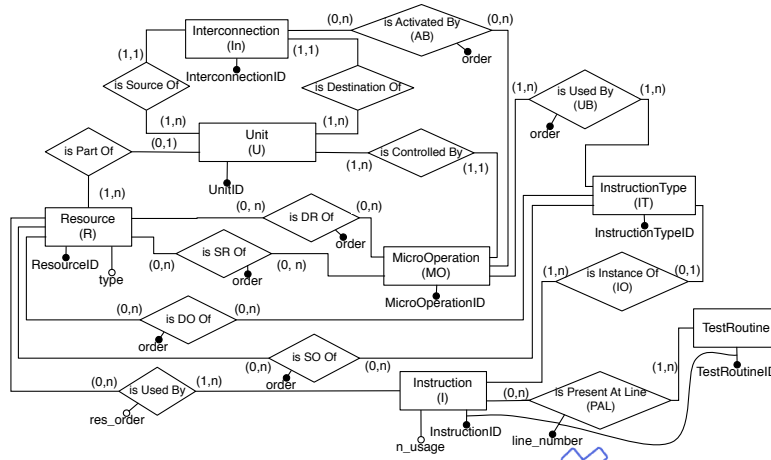 Interconnection
(In)
InterconnectionID
(0,n)
is Activated By
(AB)
order
(0,n)
(1,1)
(1,1)
is Source Of
is Destination Of
(1,n)
(1,n)
(1,n)
is Used By
(UB)
order
(1,n)
Unit
(U)
UnitID
is Part Of
(0,1)
(1,n)
is Controlled By
(1,1)
(1,n)
Resource
(R)
ResourceID
type
(0, n)
is DR Of
order
(0,n)
InstructionType
(IT)
InstructionTypeID
(0,n)
is SR Of
order
(0, n)
MicroOperation
(MO)
MicroOperationID
(1,n)
is Instance Of
(IO)
(0,1)
(0,n)
is DO Of
order
(0,n)
(0,n)
is SO Of
order
(0,n)
TestRoutine
TestRoutineID
(1,n)
(0,n)
is Used By
res_order
(1,n)
Instruction
(I)
InstructionID
n_usage
(0,n)
is Present At Line
(PAL)
line_number